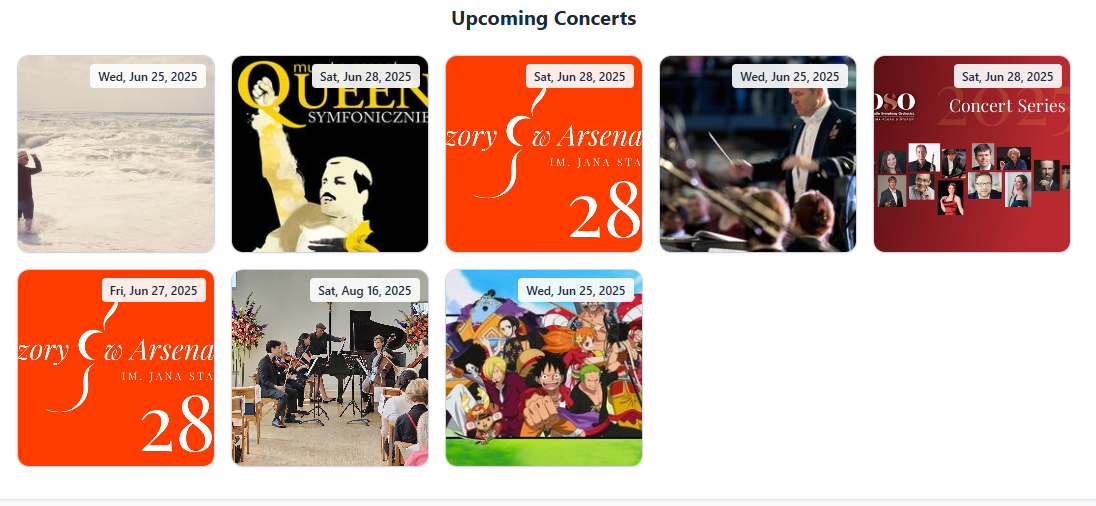 Upcoming Concerts
Wed, Jun 25, 2025
Sat, Jun 28, 2025
QUEEN
SYMFONICZNIE
Sat, Jun 28, 2025
zory w Arsena
IM. JANA STA
28
Wed, Jun 25, 2025
Sat, Jun 28, 2025
2025
Concert Series
Fri, Jun 27, 2025
zory w Arsena
IM. JANA STA
28
Sat, Aug 16, 2025
Wed, Jun 25, 2025